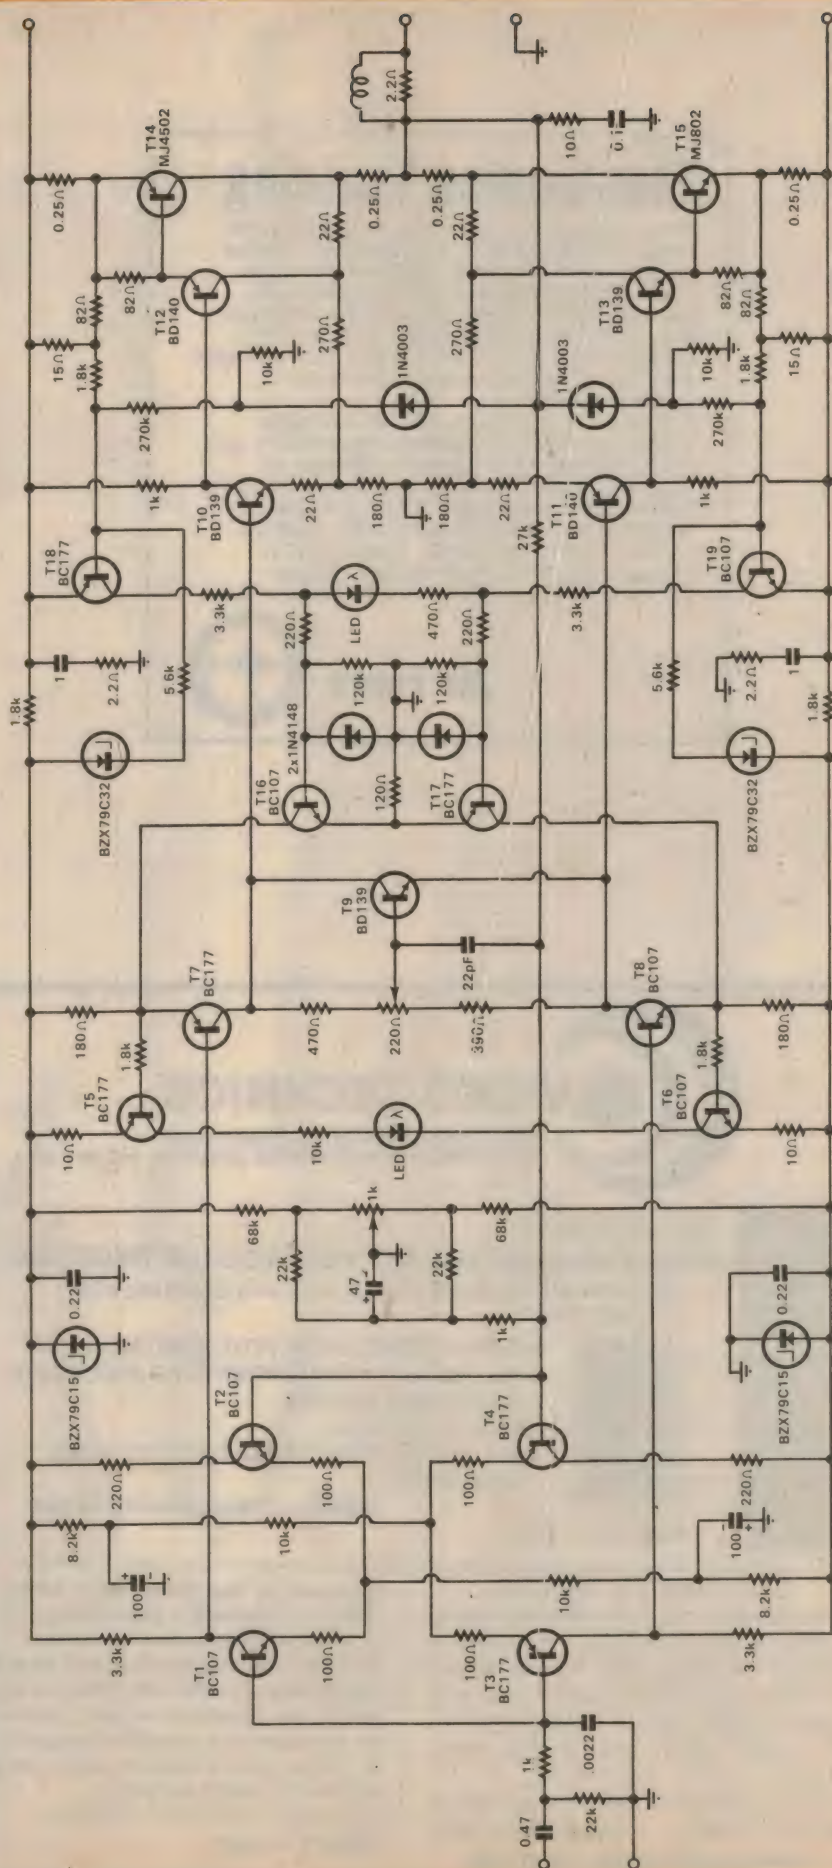 0.47
22k
1k
.0022
3.3k
T1
BC107
100Ω
100Ω
T3
BC177
3.3k
8.2k
100
+
-
10k
10k
8.2k
100
-
+
220Ω
T2
BC107
100Ω
100Ω
T4
BC177
220Ω
BZX79C15
0.22
BZX79C15
0.22
68k
22k
1k
47
+
-
22k
1k
68k
10Ω
T5
BC177
1.8k
10k
LED
λ
T6
BC107
1.8k
10Ω
180Ω
T7
BC177
470Ω
220Ω
390Ω
T8
BC107
180Ω
T9
BD139
22pF
T16
BC107
2x1N4148
120Ω
T17
BC177
120k
120k
BZX79C32
1.8k
1
2.2Ω
5.6k
BZX79C32
1.8k
1
2.2Ω
5.6k
T18
BC177
3.3k
220Ω
LED
λ
470Ω
220Ω
3.3k
T19
BC107
27k
1k
T10
BD139
22Ω
180Ω
180Ω
22Ω
T11
BD140
1k
1.8k
270k
10k
1N4003
1N4003
10k
270k
1.8k
15Ω
82Ω
82Ω
T12
BD140
270Ω
22Ω
270Ω
22Ω
T13
BD139
82Ω
82Ω
15Ω
0.25Ω
T14
MJ4502
0.25Ω
0.25Ω
T15
MJ802
0.25Ω
2.2Ω
10Ω
0.1